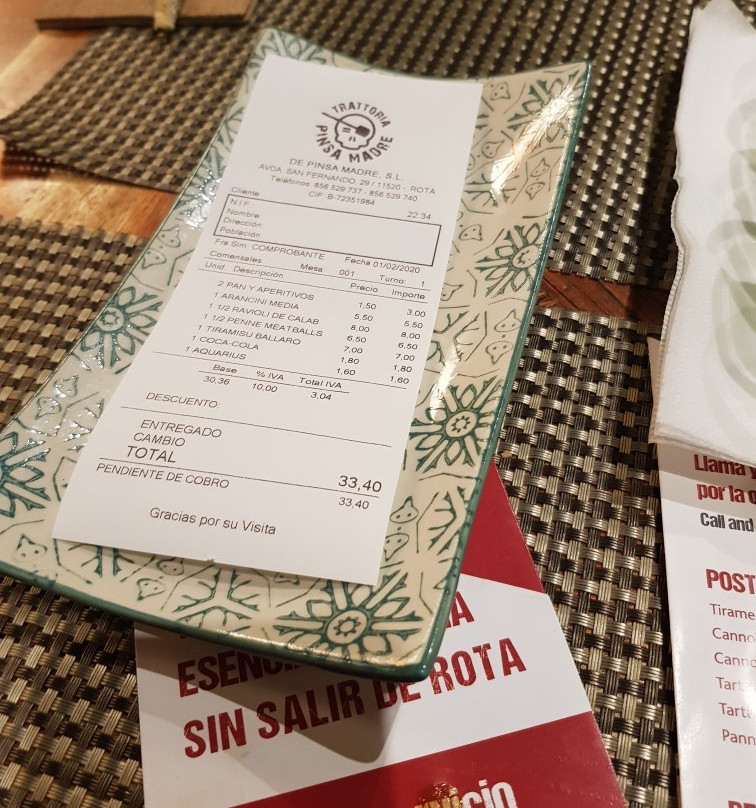 TRATTORIA
PINSA MADRE
DE PINSA MADRE, S.L.
AVDA. SAN FERNANDO, 29 / 11520 - ROTA
Teléfonos: 856 529 737 - 856 529 740
CIF: B-72351984
Cliente 22:34
N.I.F.
Nombre
Dirección
Población
Fra Sim: COMPROBANTE Fecha 01/02/2020
Comensales Mesa 001 Turno 1
Unid. Descripción Precio Importe
2 PAN Y APERITIVOS 1,50 3,00
1 ARANCINI MEDIA 5,50 5,50
1 1/2 RAVIOLI DE CALAB 8,00 8,00
1 1/2 PENNE MEATBALLS 6,50 6,50
1 TIRAMISU BALLARO 7,00 7,00
1 COCA-COLA 1,80 1,80
1 AQUARIUS 1,60 1,60
Base % IVA Total IVA
30,36 10,00 3,04
DESCUENTO:
ENTREGADO
CAMBIO
TOTAL 33,40
PENDIENTE DE COBRO 33,40
Gracias por su Visita
SIN SALIR DE ROTA
Llama y
por la
Call and
POST
Tirame
Canno
Canno
Tart
Tarta
Pann